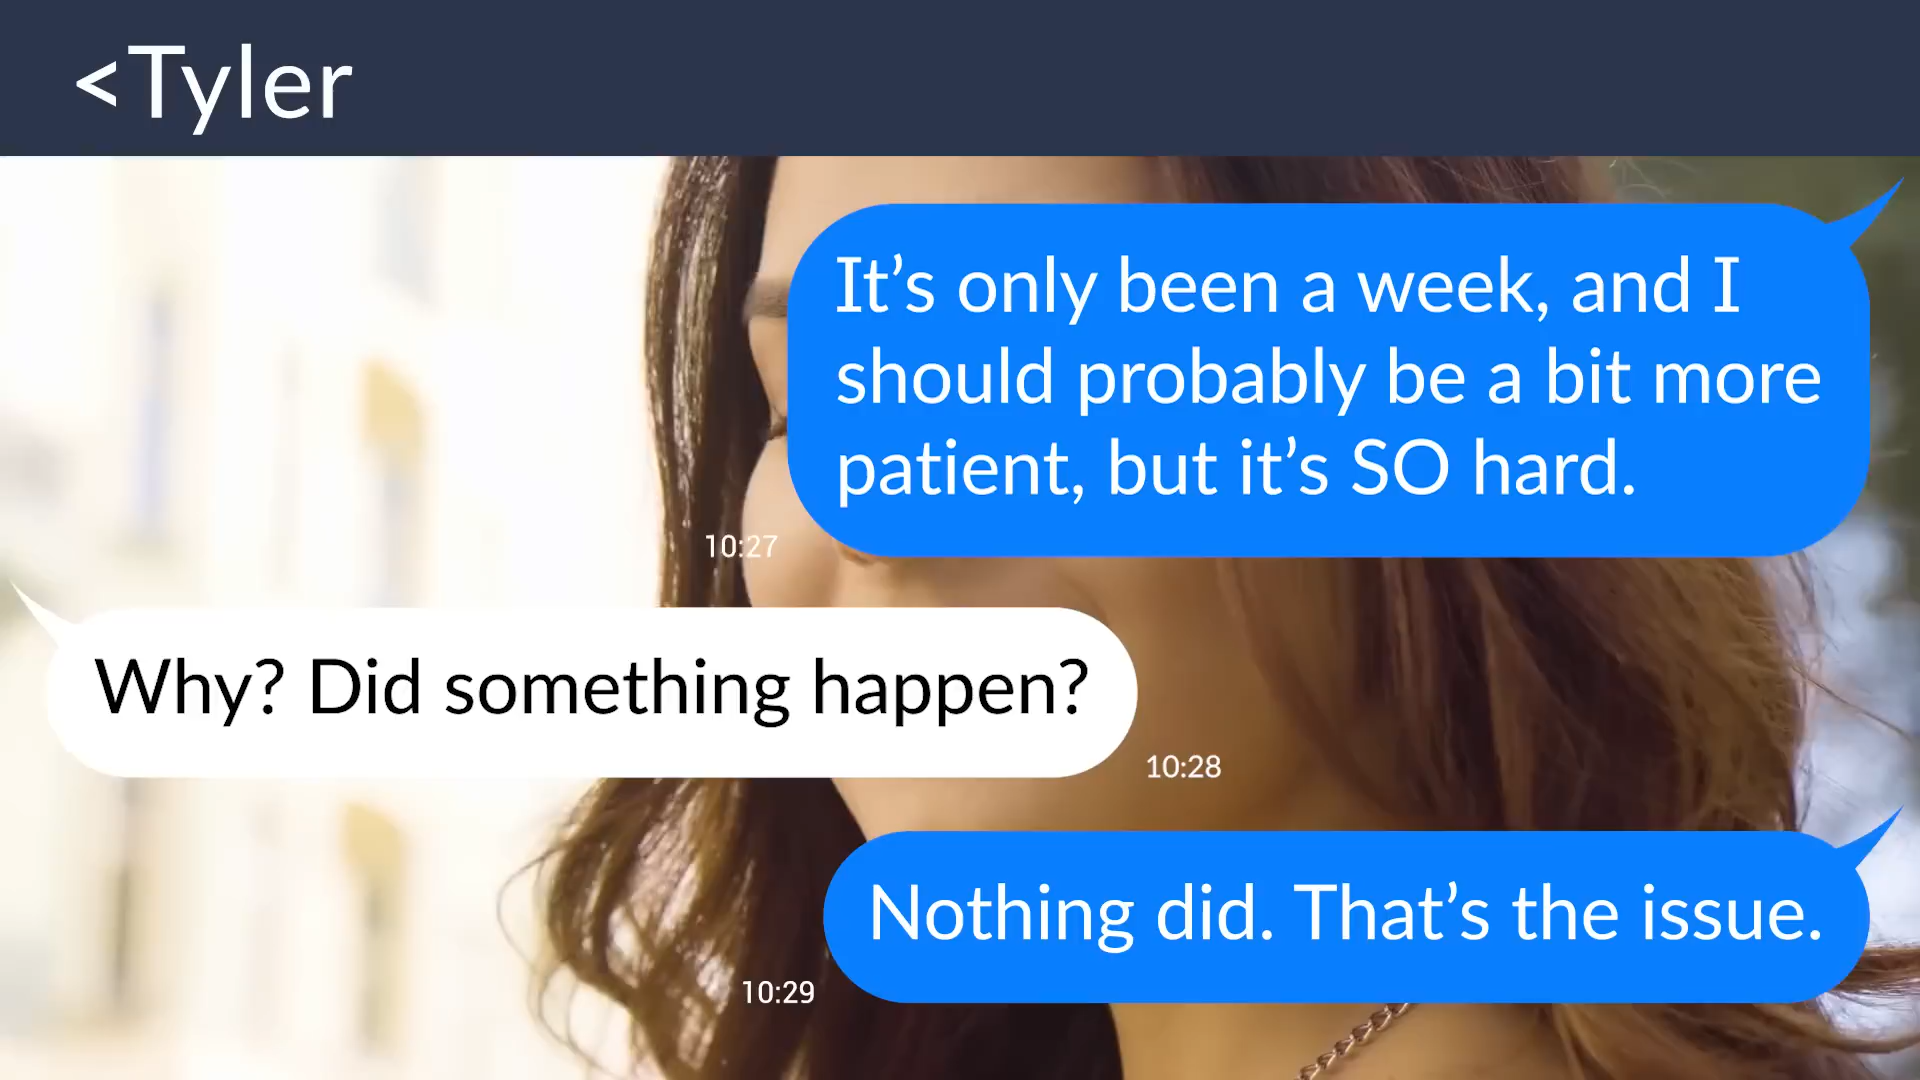 <Tyler
It’s only been a week, and I
should probably be a bit more
patient, but it’s SO hard.
10:27
Why? Did something happen?
10:28
Nothing did. That’s the issue.
10:29